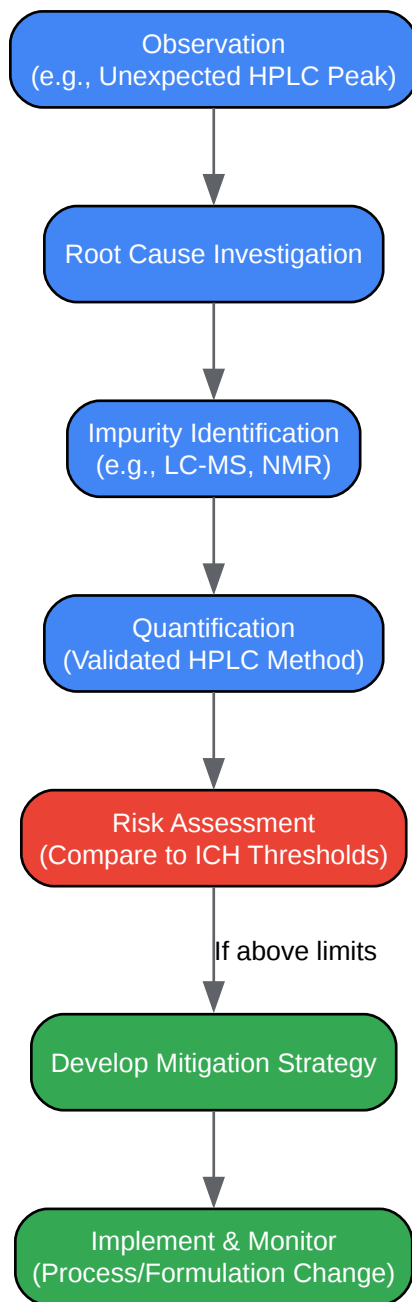 Observation
(e.g., Unexpected HPLC Peak)
Root Cause Investigation
Impurity Identification
(e.g., LC-MS, NMR)
Quantification
(Validated HPLC Method)
Risk Assessment
(Compare to ICH Thresholds)
If above limits
Develop Mitigation Strategy
Implement & Monitor
(Process/Formulation Change)